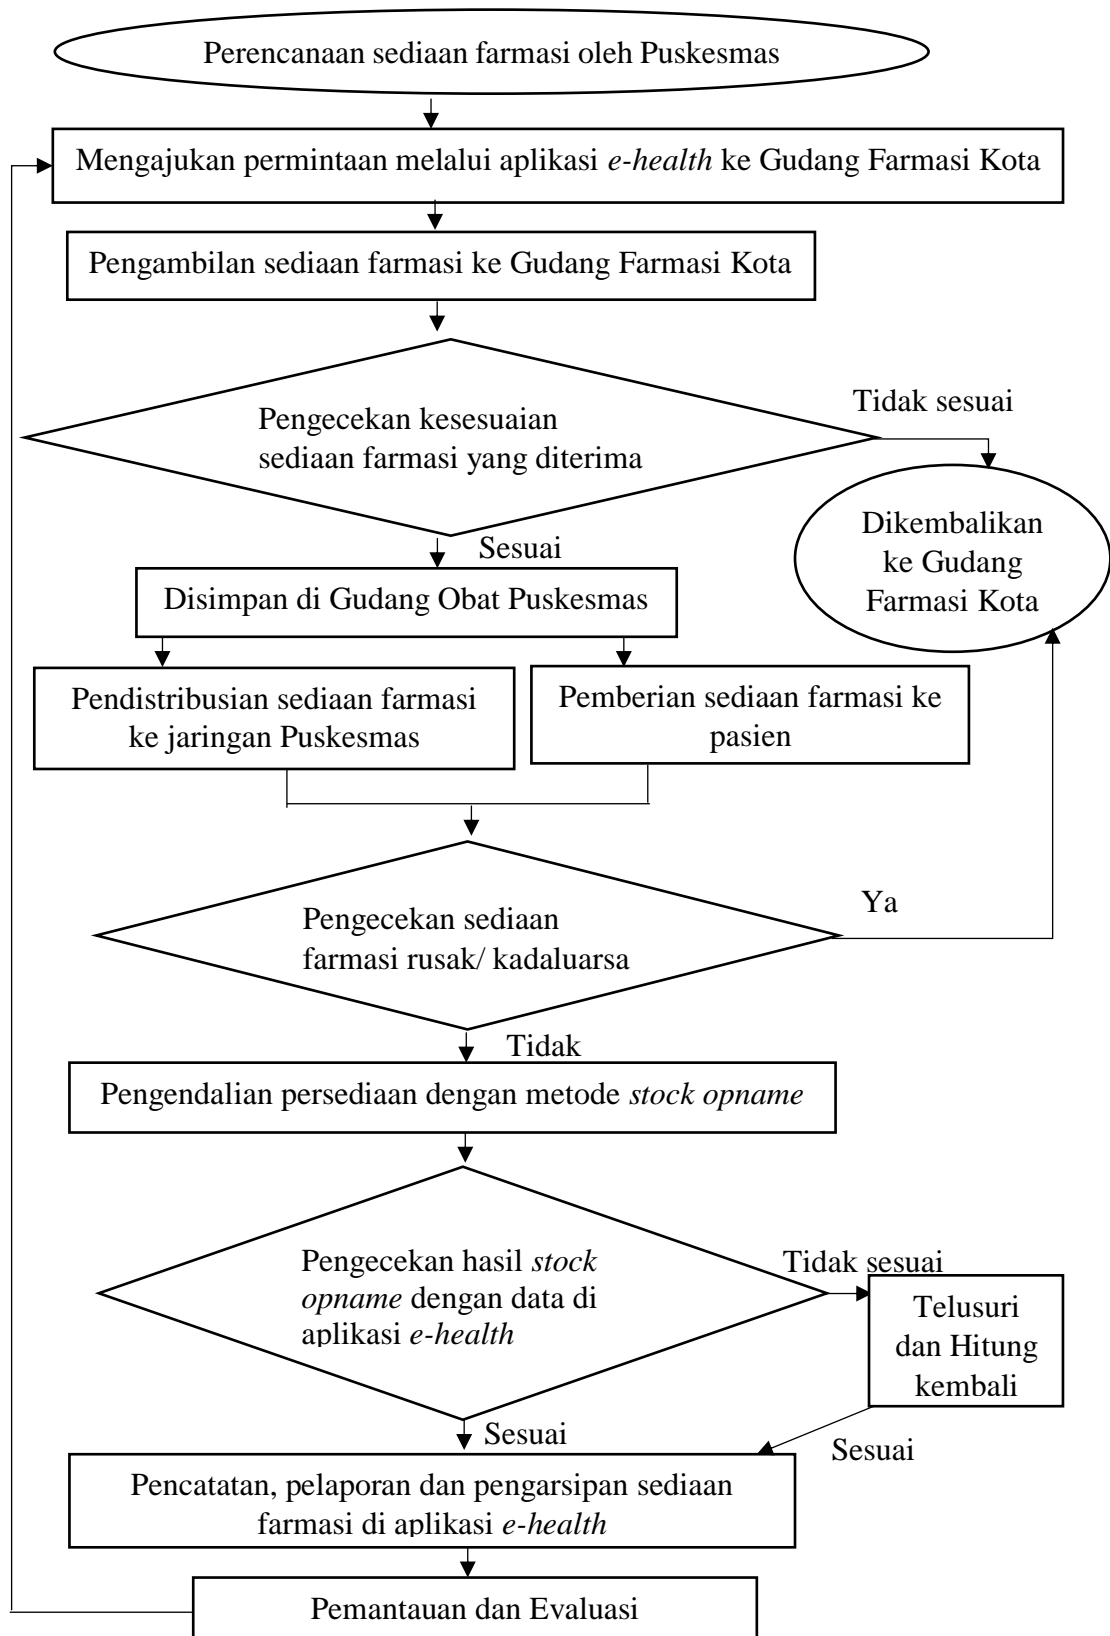 Perencanaan sediaan farmasi oleh Puskesmas
Mengajukan permintaan melalui aplikasi e-health ke Gudang Farmasi Kota
Pengambilan sediaan farmasi ke Gudang Farmasi Kota
Pengecekan kesesuaian
sediaan farmasi yang diterima
Tidak sesuai
Dikembalikan
ke Gudang
Farmasi Kota
Sesuai
Disimpan di Gudang Obat Puskesmas
Pendistribusian sediaan farmasi
ke jaringan Puskesmas
Pemberian sediaan farmasi ke
pasien
Pengecekan sediaan
farmasi rusak/ kadaluarsa
Ya
Tidak
Pengendalian persediaan dengan metode stock opname
Pengecekan hasil stock
opname dengan data di
aplikasi e-health
Tidak sesuai
Telusuri
dan Hitung
kembali
Sesuai
Sesuai
Pencatatan, pelaporan dan pengarsipan sediaan
farmasi di aplikasi e-health
Pemantauan dan Evaluasi